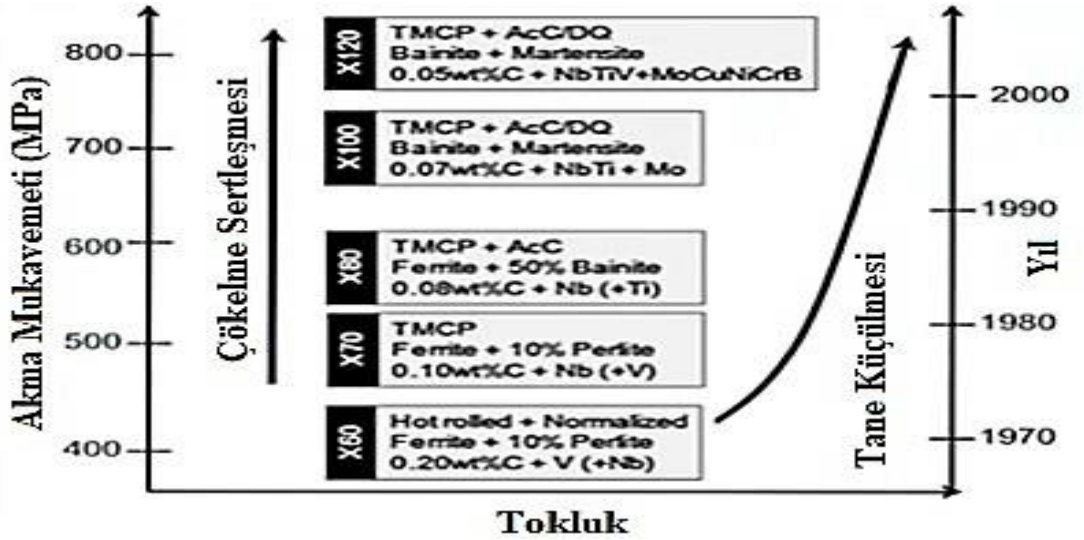 Akma Mukavemeti (MPa)
800
700
600
500
400
Çökelme Sertleşmesi
X120
TMCP + AcC/DQ
Bainite + Martensite
0.05wt%C + NbTiV+MoCuNiCrB
X100
TMCP + AcC/DQ
Bainite + Martensite
0.07wt%C + NbTi + Mo
X80
TMCP + AcC
Ferrite + 50% Bainite
0.08wt%C + Nb (+Ti)
X70
TMCP
Ferrite + 10% Perlite
0.10wt%C + Nb (+V)
X60
Hot rolled + Normalized
Ferrite + 10% Perlite
0.20wt%C + V (+Nb)
Tane Küçülmesi
2000
1990
1980
1970
Yıl
Tokluk